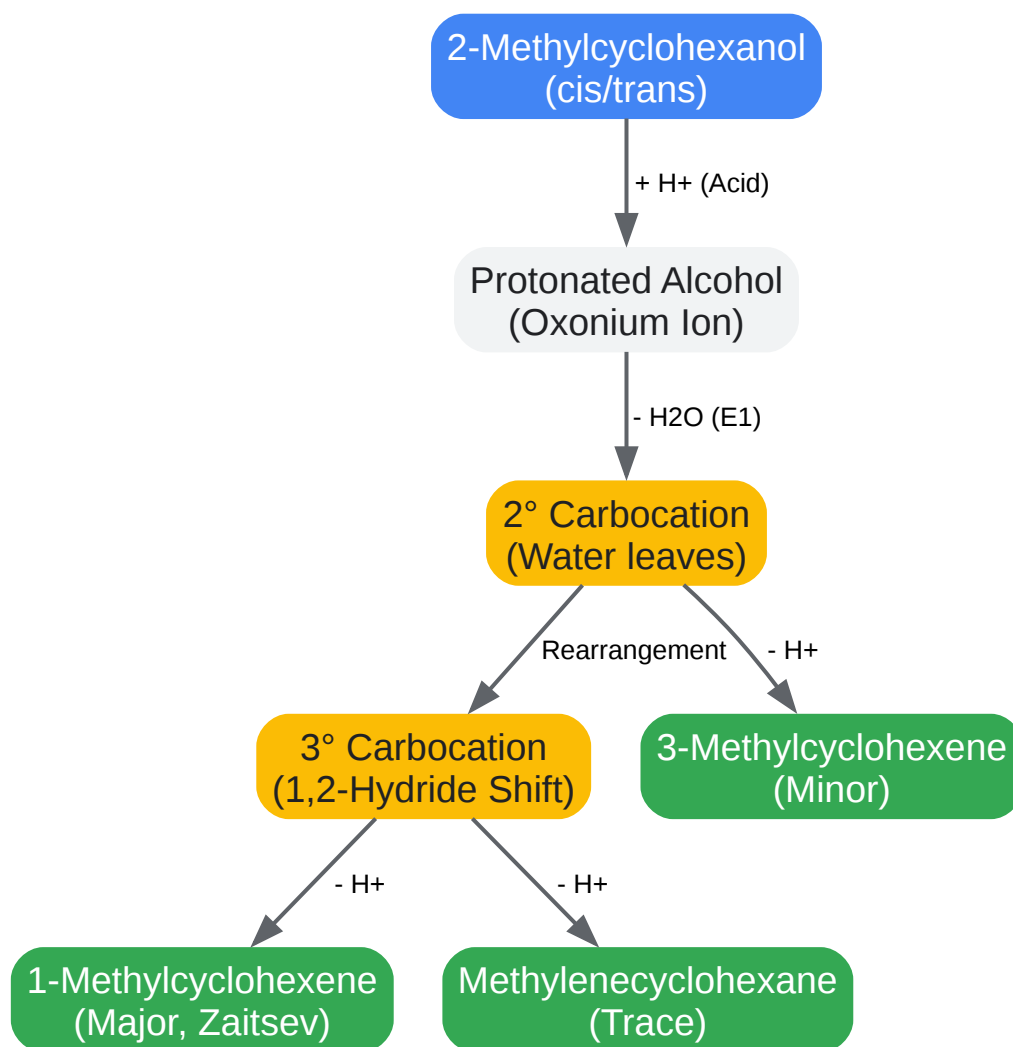 2-Methylcyclohexanol
(cis/trans)
+ H+ (Acid)
Protonated Alcohol
(Oxonium Ion)
- H2O (E1)
2° Carbocation
(Water leaves)
Rearrangement
- H+
3° Carbocation
(1,2-Hydride Shift)
3-Methylcyclohexene
(Minor)
- H+
- H+
1-Methylcyclohexene
(Major, Zaitsev)
Methylenecyclohexane
(Trace)